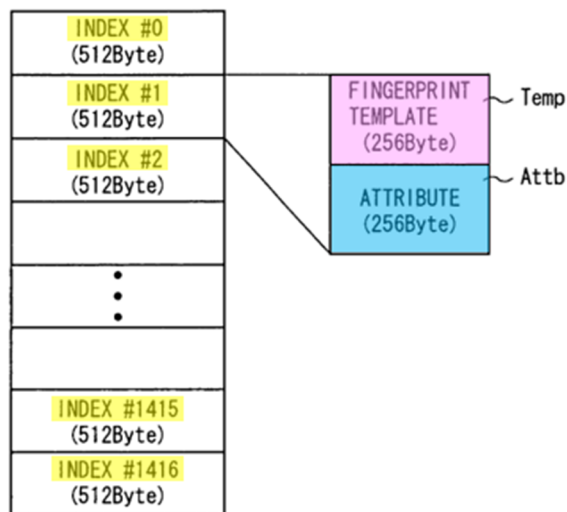 INDEX #0
(512Byte)
INDEX #1
(512Byte)
INDEX #2
(512Byte)
INDEX #1415
(512Byte)
INDEX #1416
(512Byte)
FINGERPRINT
TEMPLATE
(256Byte)
Temp
ATTRIBUTE
(256Byte)
Attb